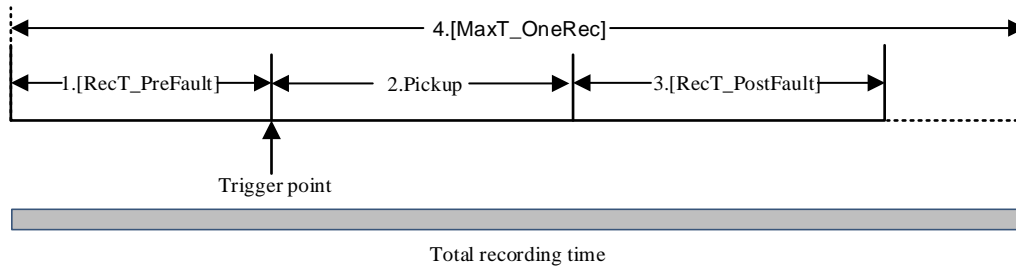 4.[MaxT_OneRec]
1.[RecT_PreFault]
2.Pickup
3.[RecT_PostFault]
Trigger point
Total recording time